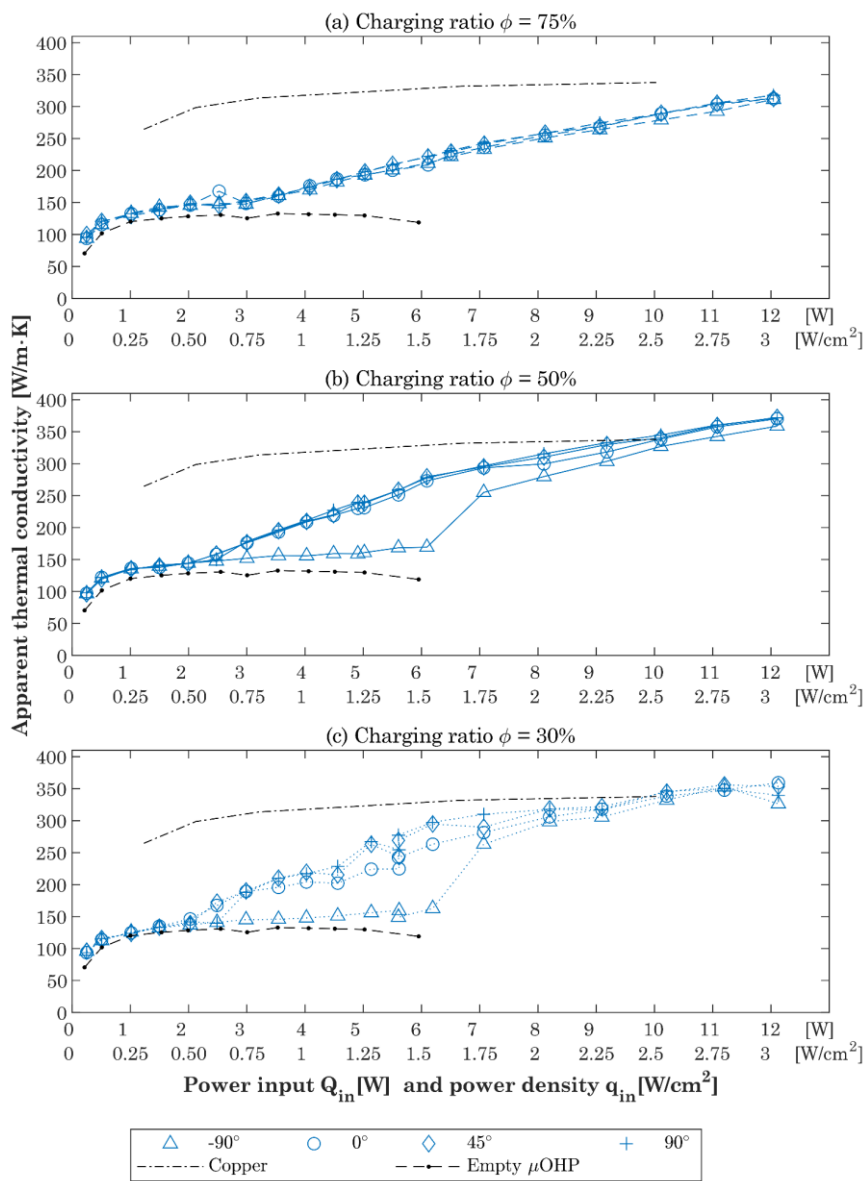 (a) Charging ratio ϕ = 75%
400
350
300
250
200
150
100
50
0
0 1 2 3 4 5 6 7 8 9 10 11 12 [W]
0 0.25 0.50 0.75 1 1.25 1.5 1.75 2 2.25 2.5 2.75 3 [W/cm²]
Apparent thermal conductivity [W/m·K]
(b) Charging ratio ϕ = 50%
400
350
300
250
200
150
100
50
0
0 1 2 3 4 5 6 7 8 9 10 11 12 [W]
0 0.25 0.50 0.75 1 1.25 1.5 1.75 2 2.25 2.5 2.75 3 [W/cm²]
(c) Charging ratio ϕ = 30%
400
350
300
250
200
150
100
50
0
0 1 2 3 4 5 6 7 8 9 10 11 12 [W]
0 0.25 0.50 0.75 1 1.25 1.5 1.75 2 2.25 2.5 2.75 3 [W/cm²]
Power input Q_in[W] and power density q_in[W/cm²]
-90° 0° 45° 90°
Copper Empty μOHP